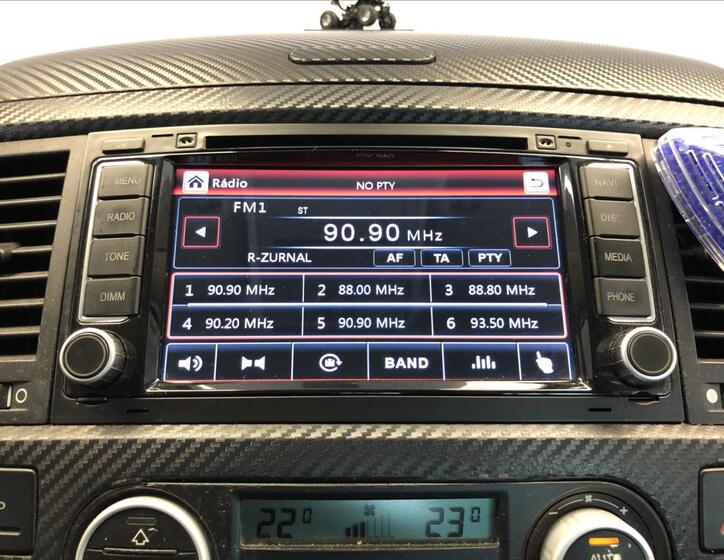 MENU
RADIO
TONE
DIMM
NAVI
DISC
MEDIA
PHONE
Rádio NO PTY
FM1 ST
90.90 MHz
R-ZURNAL AF TA PTY
1 90.90 MHz 2 88.00 MHz 3 88.80 MHz
4 90.20 MHz 5 90.90 MHz 6 93.50 MHz
BAND
22° 23°
AUTO